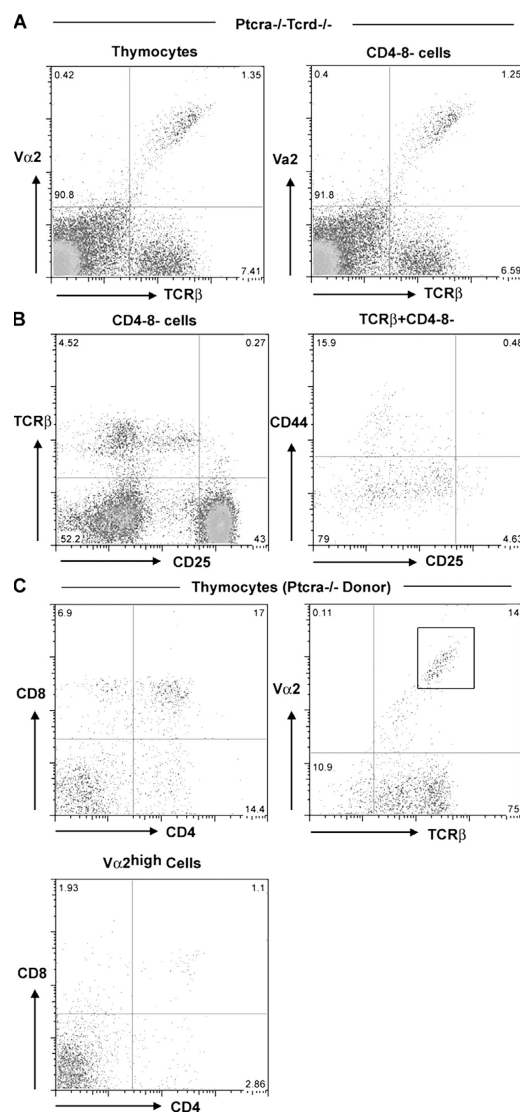 A
Ptcra-/-Tcrd-/-
Thymocytes
CD4-8- cells
0.42
1.35
0.4
1.25
Vα2
Va2
90.8
91.8
7.41
6.59
TCRβ
TCRβ
B
CD4-8- cells
TCRβ+CD4-8-
4.52
0.27
15.9
0.48
TCRβ
CD44
52.2
43
79
4.63
CD25
CD25
C
Thymocytes (Ptcra-/- Donor)
6.9
17
0.11
14
CD8
Vα2
10.9
14.4
75
CD4
TCRβ
Vα2high Cells
1.93
1.1
CD8
2.86
CD4